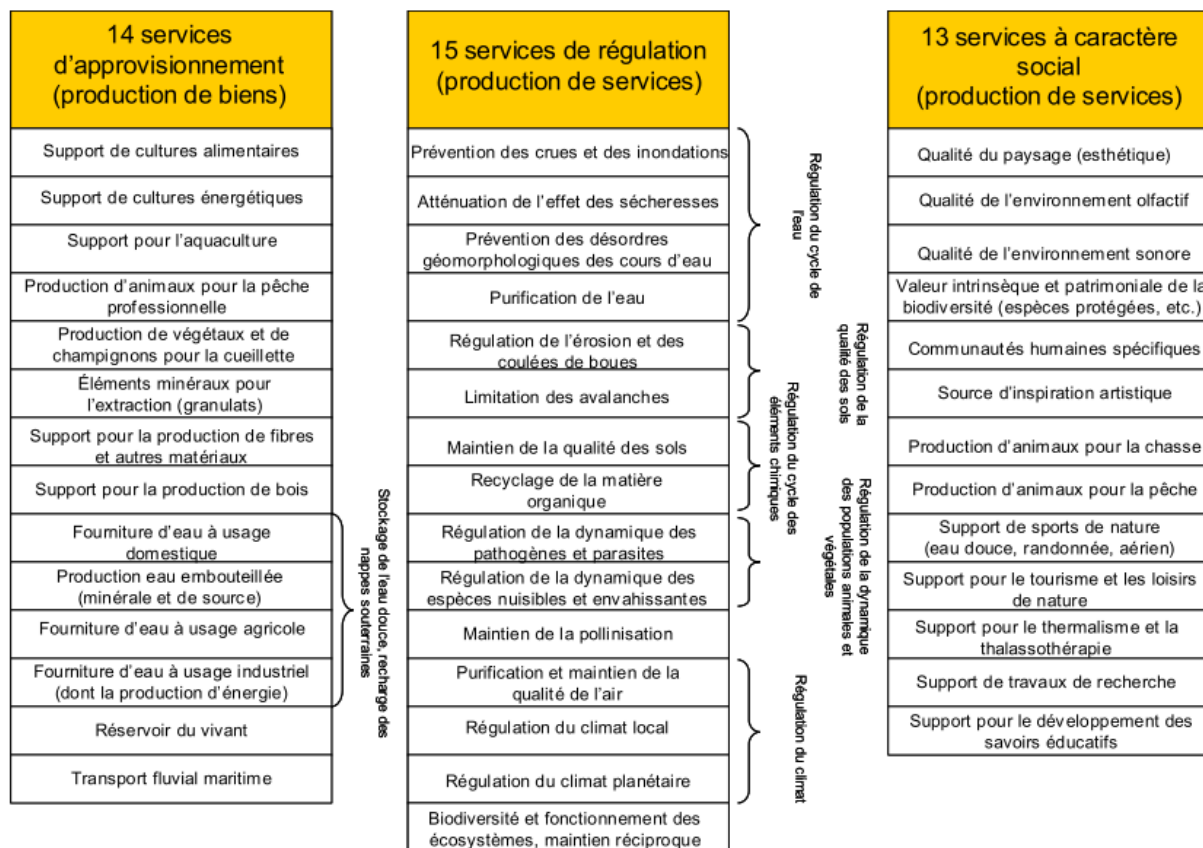 14 services
d'approvisionnement
(production de biens)
Support de cultures alimentaires
Support de cultures énergétiques
Support pour l'aquaculture
Production d'animaux pour la pêche
professionnelle
Production de végétaux et de
champignons pour la cueillette
Éléments minéraux pour
l'extraction (granulats)
Support pour la production de fibres
et autres matériaux
Support pour la production de bois
Fourniture d'eau à usage
domestique
Production eau embouteillée
(minérale et de source)
Fourniture d'eau à usage agricole
Fourniture d'eau à usage industriel
(dont la production d'énergie)
Réservoir du vivant
Transport fluvial maritime
Stockage de l'eau douce, recharge des
nappes souterraines
15 services de régulation
(production de services)
Prévention des crues et des inondations
Atténuation de l'effet des sécheresses
Prévention des désordres
géomorphologiques des cours d'eau
Purification de l'eau
Régulation de l'érosion et des
coulées de boues
Limitation des avalanches
Maintien de la qualité des sols
Recyclage de la matière
organique
Régulation de la dynamique des
pathogènes et parasites
Régulation de la dynamique des
espèces nuisibles et envahissantes
Maintien de la pollinisation
Purification et maintien de la
qualité de l'air
Régulation du climat local
Régulation du climat planétaire
Biodiversité et fonctionnement des
écosystèmes, maintien réciproque
Régulation du cycle de
l'eau
Régulation de la
qualité des sols
Régulation du cycle des
éléments chimiques
Régulation de la dynamique
des populations animales et
végétales
Régulation du climat
13 services à caractère
social
(production de services)
Qualité du paysage (esthétique)
Qualité de l'environnement olfactif
Qualité de l'environnement sonore
Valeur intrinsèque et patrimoniale de la
biodiversité (espèces protégées, etc.)
Communautés humaines spécifiques
Source d'inspiration artistique
Production d'animaux pour la chasse
Production d'animaux pour la pêche
Support de sports de nature
(eau douce, randonnée, aérien)
Support pour le tourisme et les loisirs
de nature
Support pour le thermalisme et la
thalassothérapie
Support de travaux de recherche
Support pour le développement des
savoirs éducatifs